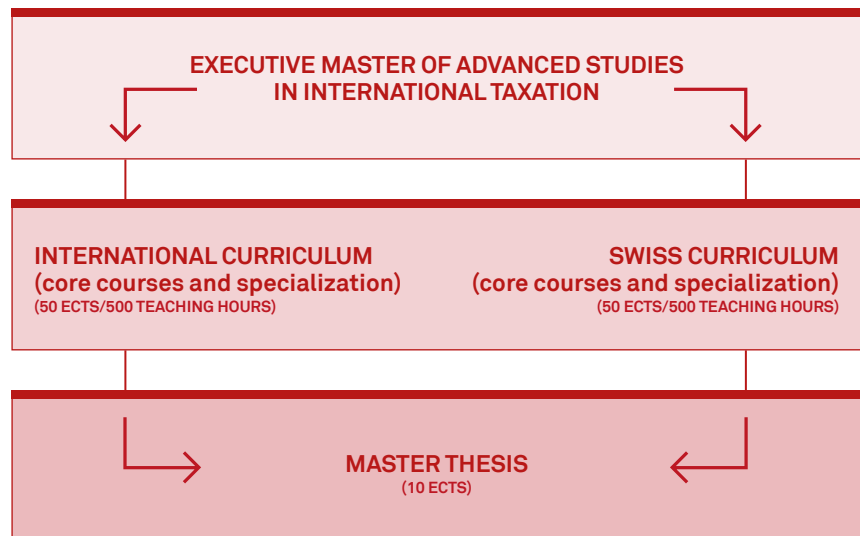 EXECUTIVE MASTER OF ADVANCED STUDIES
IN INTERNATIONAL TAXATION
INTERNATIONAL CURRICULUM
(core courses and specialization)
(50 ECTS/500 TEACHING HOURS)
SWISS CURRICULUM
(core courses and specialization)
(50 ECTS/500 TEACHING HOURS)
MASTER THESIS
(10 ECTS)